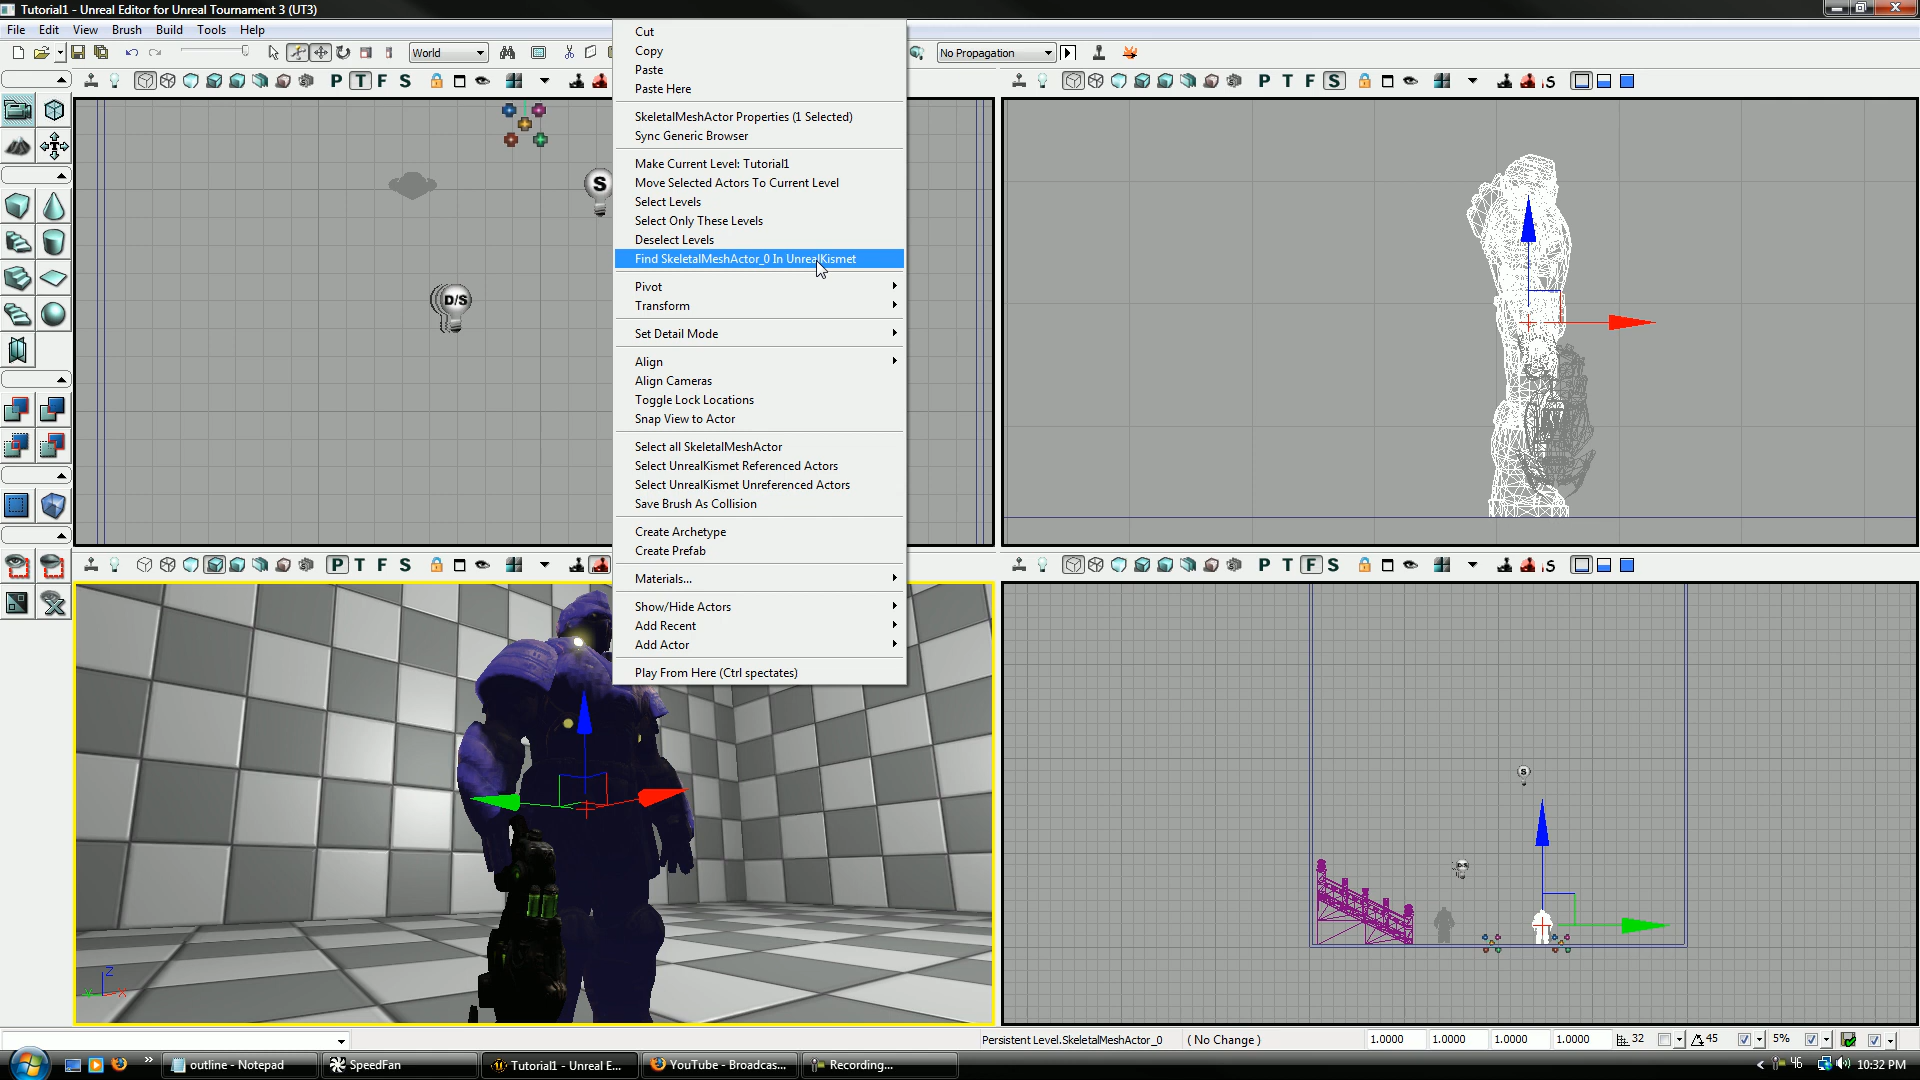 Tutorial1 - Unreal Editor for Unreal Tournament 3 (UT3)
File Edit View Brush Build Tools Help
World
No Propagation
P T F S
P T F S
S
Cut
Copy
Paste
Paste Here
SkeletalMeshActor Properties (1 Selected)
Sync Generic Browser
Make Current Level: Tutorial1
Move Selected Actors To Current Level
Select Levels
Select Only These Levels
Deselect Levels
Find SkeletalMeshActor_0 In UnrealKismet
Pivot
Transform
Set Detail Mode
Align
Align Cameras
Toggle Lock Locations
Snap View to Actor
Select all SkeletalMeshActor
Select UnrealKismet Referenced Actors
Select UnrealKismet Unreferenced Actors
Save Brush As Collision
Create Archetype
Create Prefab
Materials...
Show/Hide Actors
Add Recent
Add Actor
Play From Here (Ctrl spectates)
S
D/S
P T F S
P T F S
S
S
D/S
Z
X
Y
Persistent Level.SkeletalMeshActor_0 ( No Change ) 1.0000 1.0000 1.0000 1.0000 32 45 5%
outline - Notepad
SpeedFan
Tutorial1 - Unreal E...
YouTube - Broadcas...
Recording...
46
10:32 PM